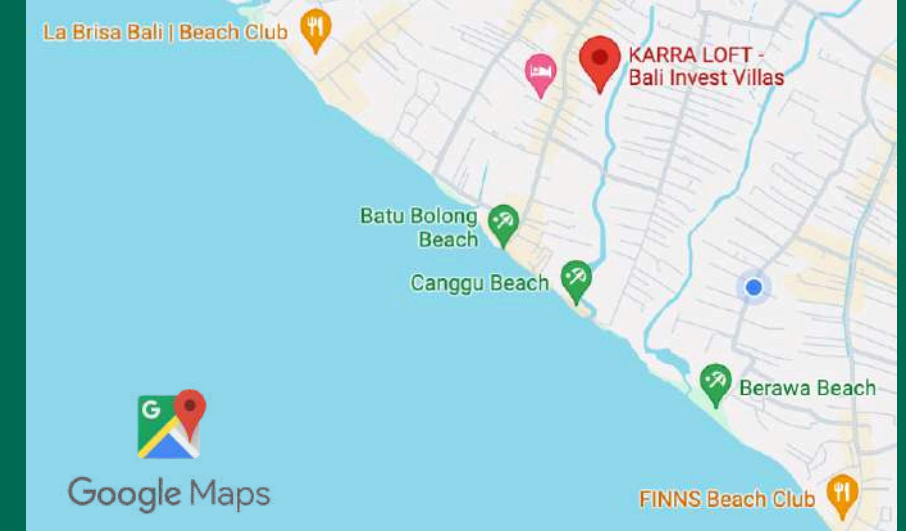 La Brisa Bali | Beach Club
KARRA LOFT -
Bali Invest Villas
Batu Bolong
Beach
Canggu Beach
Berawa Beach
G
Google Maps
FINNS Beach Club